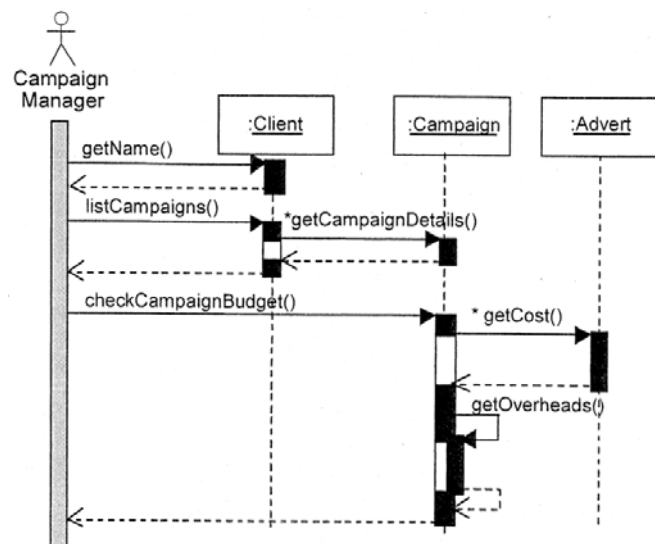 Campaign
Manager
:Client
:Campaign
:Advert
getName()
listCampaigns()
*getCampaignDetails()
checkCampaignBudget()
* getCost()
getOverheads()